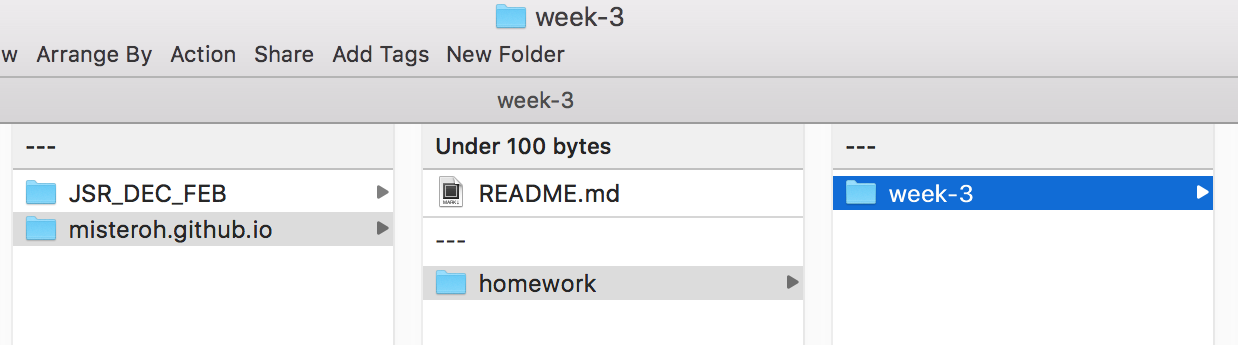 week-3
w Arrange By Action Share Add Tags New Folder
week-3
---
JSR_DEC_FEB
misteroh.github.io
Under 100 bytes
README.md
---
homework
---
week-3